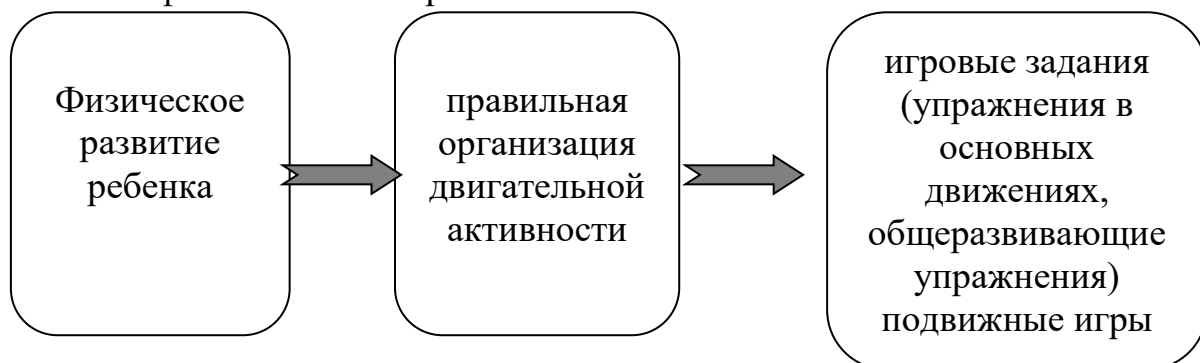 Физическое
развитие
ребенка
правильная
организация
двигательной
активности
игровые задания
(упражнения в
основных
движениях,
общеразвивающие
упражнения)
подвижные игры